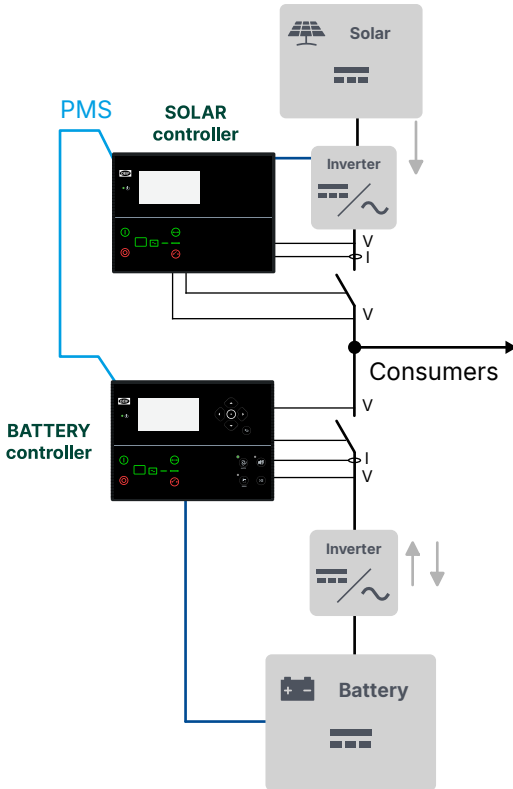 Solar
PMS
SOLAR
controller
Inverter
V
I
V
Consumers
V
BATTERY
controller
I
V
Inverter
Battery